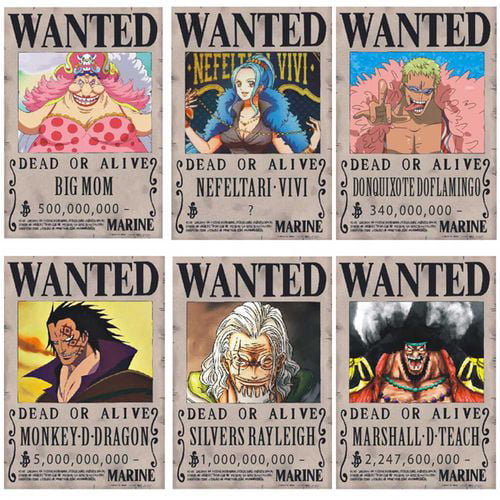 WANTED
DEAD OR ALIVE
BIG MOM
500,000,000 -
MARINE
WANTED
NEFELTARI VIVI
DEAD OR ALIVE
NEFELTARI·VIVI
?
MARINE
WANTED
DEAD OR ALIVE
DONQUIXOTE DOFLAMINGO
340,000,000 -
MARINE
WANTED
DEAD OR ALIVE
MONKEY·D·DRAGON
5,000,000,000 -
MARINE
WANTED
DEAD OR ALIVE
SILVERS RAYLEIGH
1,000,000,000 -
MARINE
WANTED
DEAD OR ALIVE
MARSHALL·D·TEACH
2,247,600,000 -
MARINE